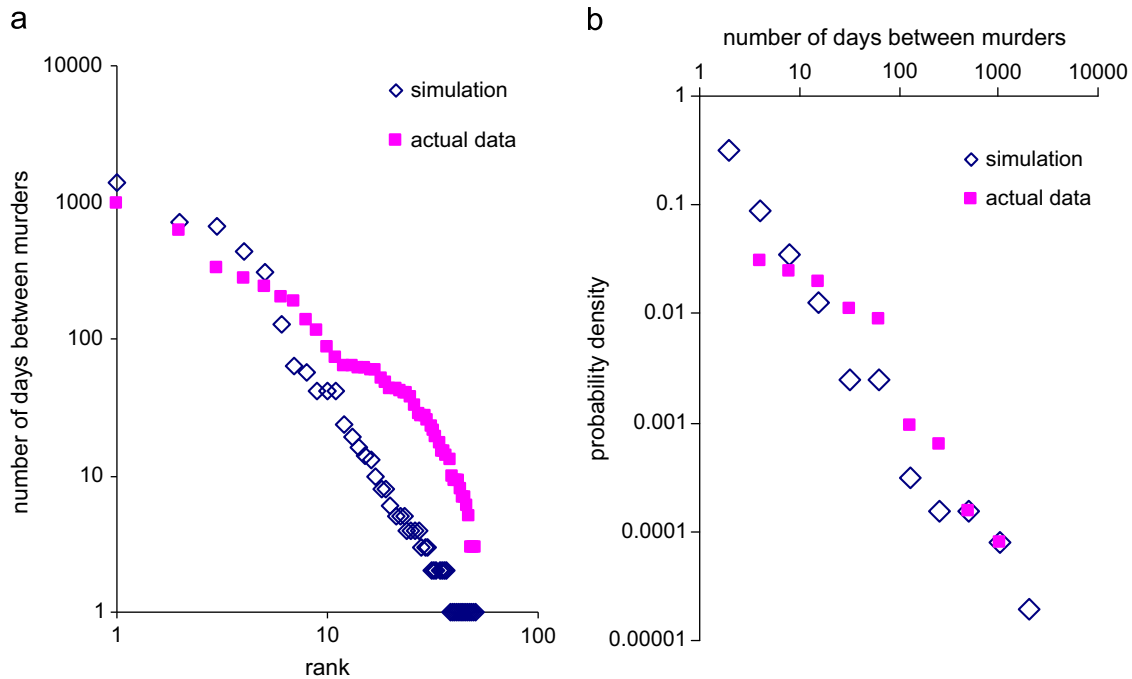 a
number of days between murders
10000
1000
100
10
1
1
10
100
rank
simulation
actual data
b
number of days between murders
1
10
100
1000
10000
1
0.1
0.01
0.001
0.0001
0.00001
probability density
simulation
actual data